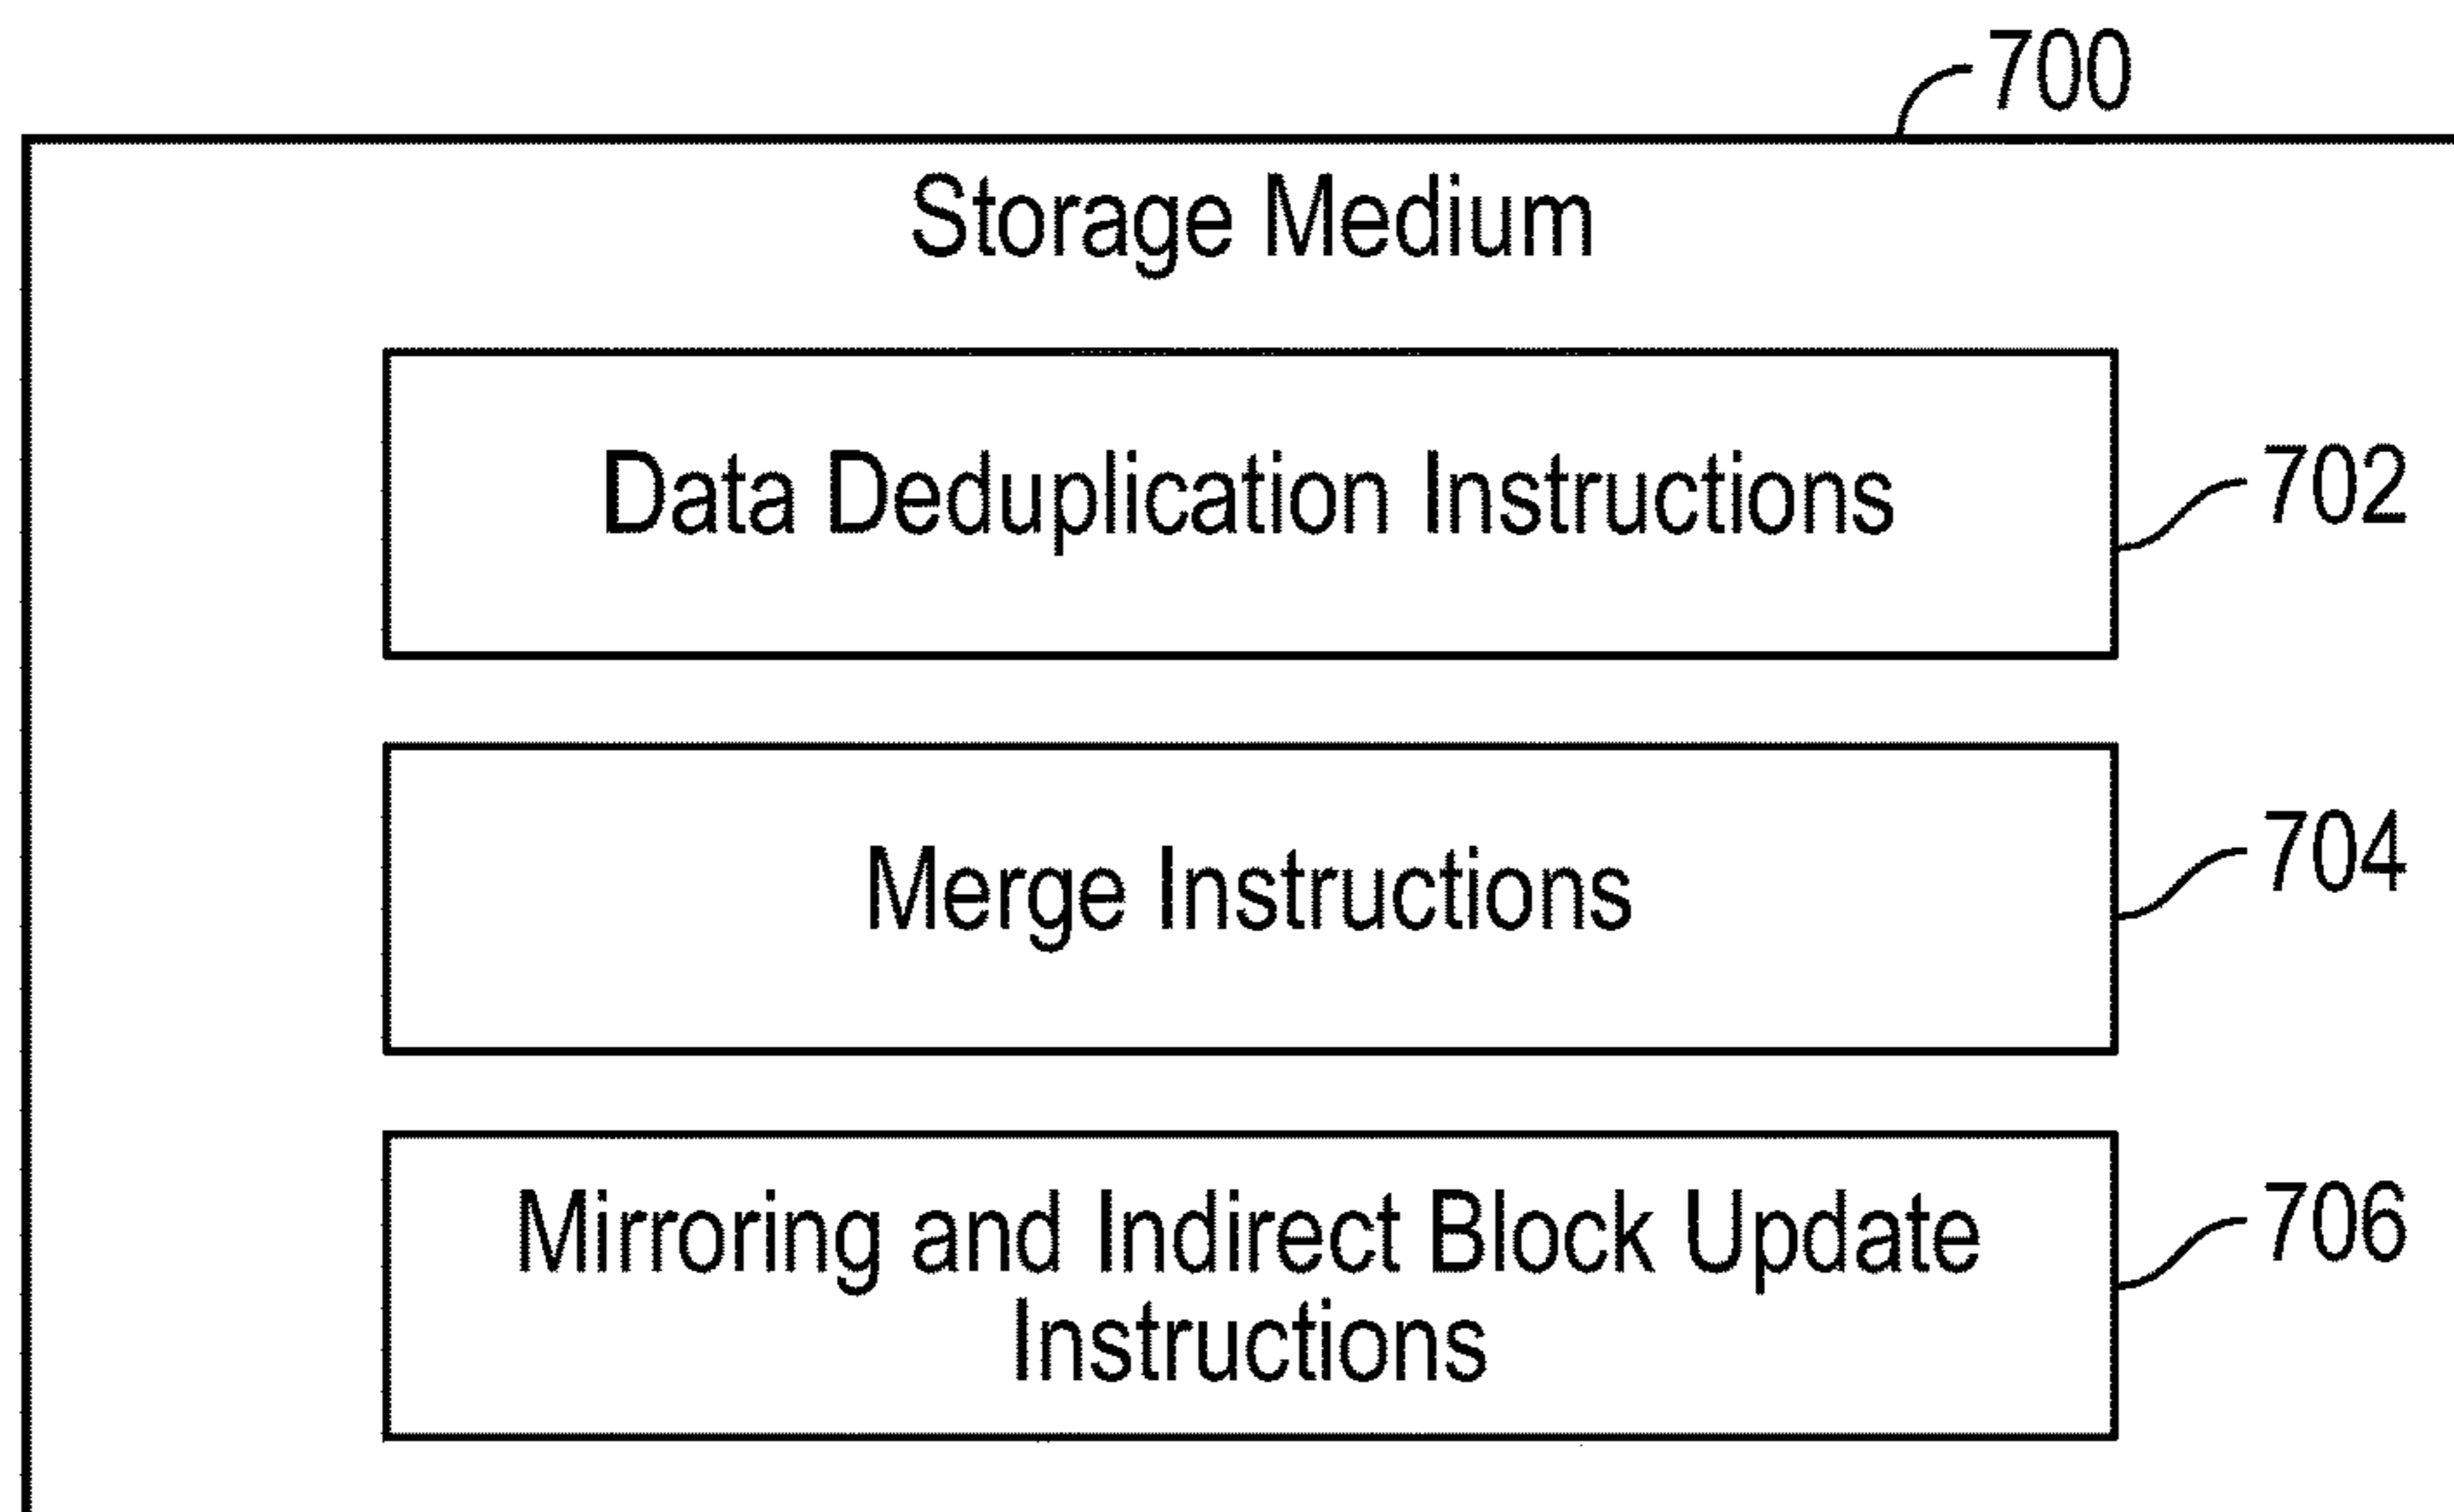 700
Storage Medium
Data Deduplication Instructions
702
Merge Instructions
704
Mirroring and Indirect Block Update
Instructions
706